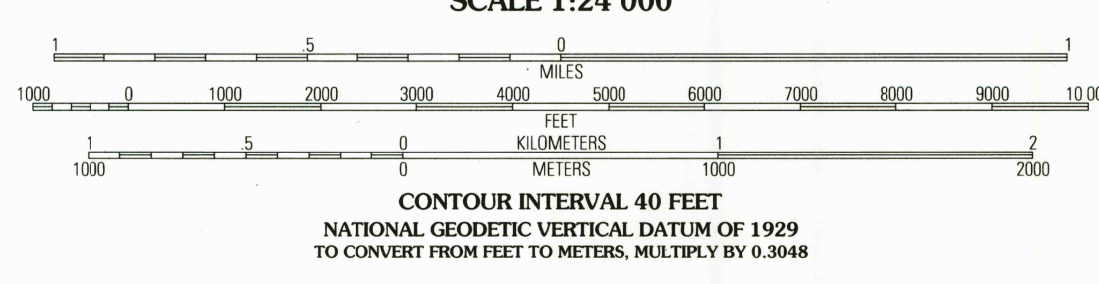 SCALE 1:24 000
1 .5 0 1
MILES
1000 0 1000 2000 3000 4000 5000 6000 7000 8000 9000 10 00
FEET
1 .5 0 KILOMETERS 1 2
1000 0 METERS 1000 2000
CONTOUR INTERVAL 40 FEET
NATIONAL GEODETIC VERTICAL DATUM OF 1929
TO CONVERT FROM FEET TO METERS, MULTIPLY BY 0.3048